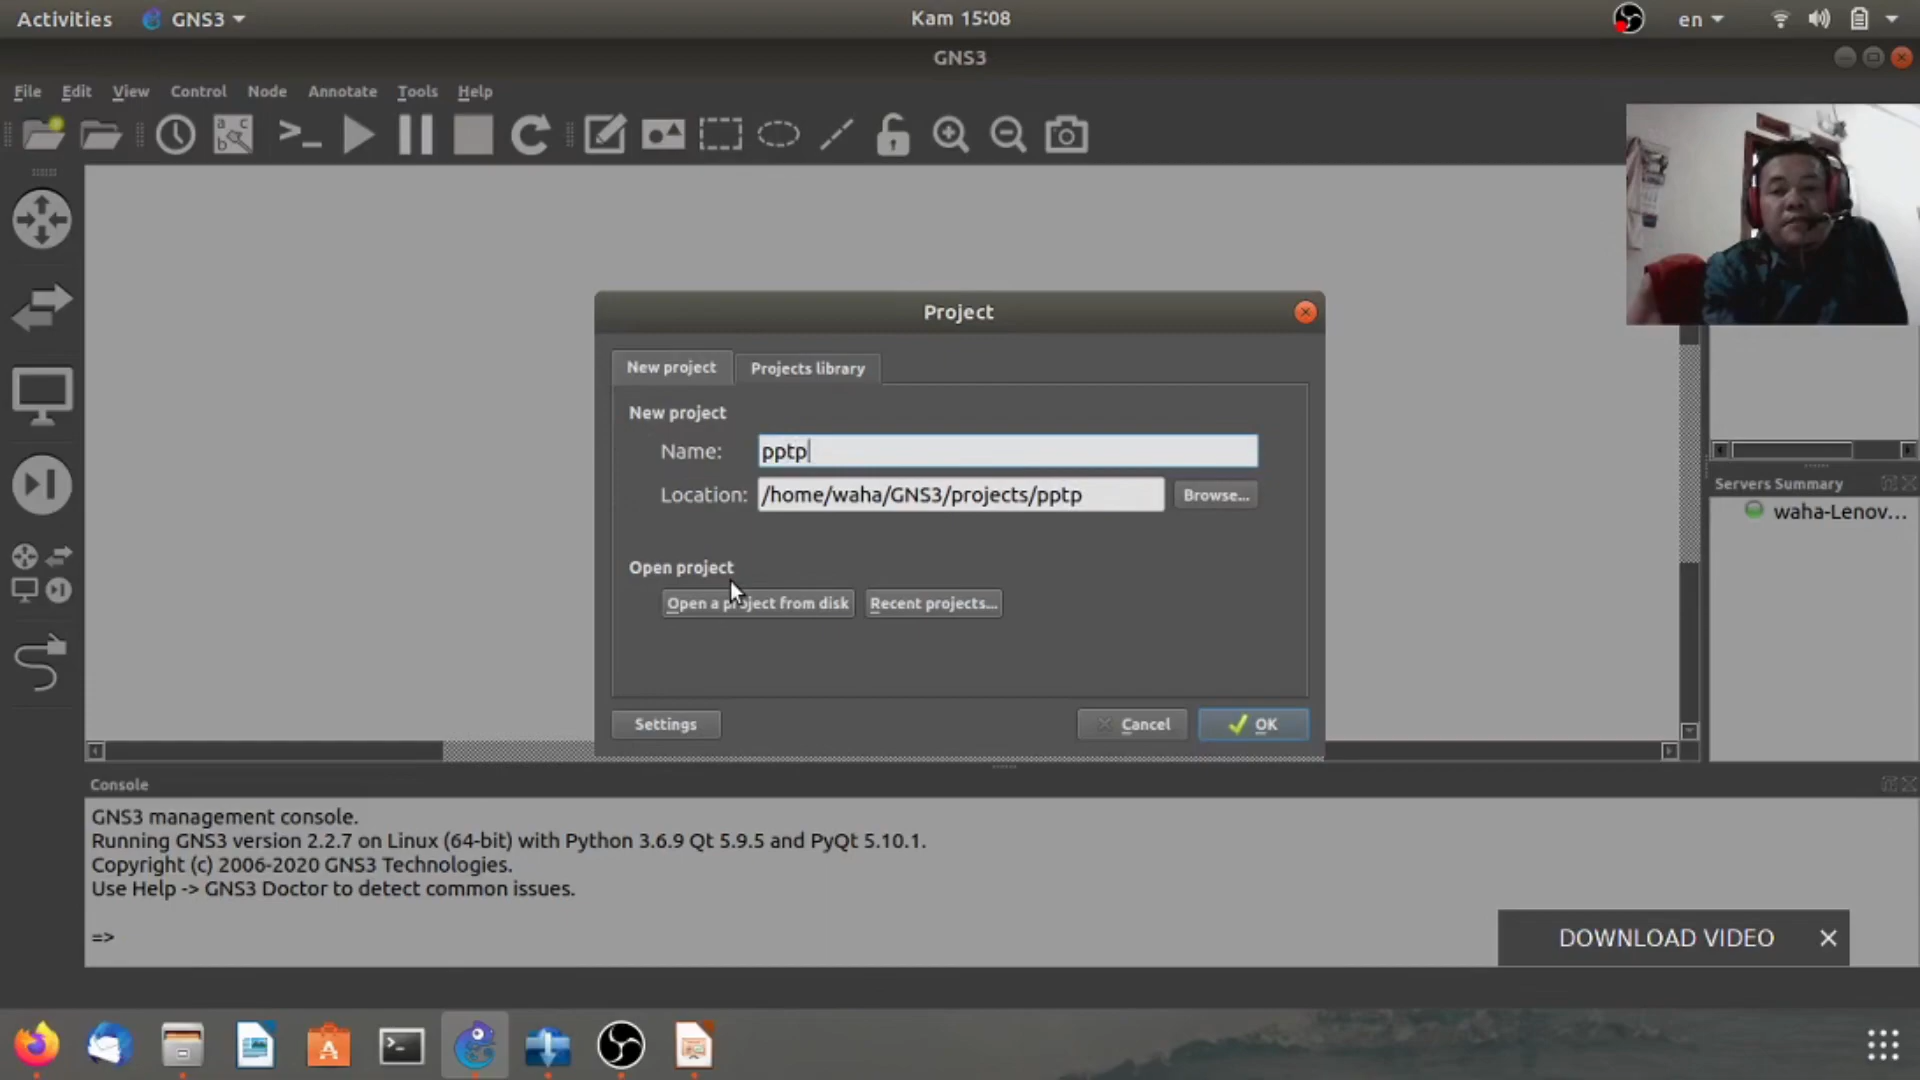 Activities GNS3 Kam 15:08 en
GNS3
File Edit View Control Node Annotate Tools Help
Project
New project Projects library
New project
Name: pptp
Location: /home/waha/GNS3/projects/pptp Browse...
Open project
Open a project from disk Recent projects...
Settings Cancel OK
Servers Summary
waha-Lenov...
Console
GNS3 management console.
Running GNS3 version 2.2.7 on Linux (64-bit) with Python 3.6.9 Qt 5.9.5 and PyQt 5.10.1.
Copyright (c) 2006-2020 GNS3 Technologies.
Use Help -> GNS3 Doctor to detect common issues.
=>
DOWNLOAD VIDEO